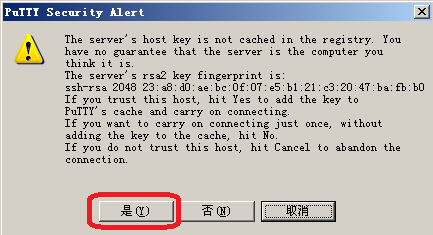 PuTTY Security Alert
The server's host key is not cached in the registry. You
have no guarantee that the server is the computer you
think it is.
The server's rsa2 key fingerprint is:
ssh-rsa 2048 23:a8:d0:ae:bc:0f:07:e5:b1:21:c3:20:47:ba:fb:b0
If you trust this host, hit Yes to add the key to
PuTTY's cache and carry on connecting.
If you want to carry on connecting just once, without
adding the key to the cache, hit No.
If you do not trust this host, hit Cancel to abandon the
connection.
是(Y) 否(N) 取消